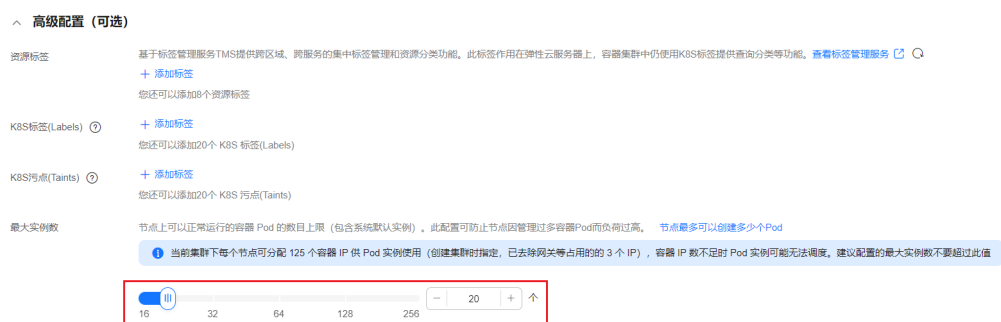 高级配置（可选）
资源标签
基于标签管理服务TMS提供跨区域、跨服务的集中标签管理和资源分类功能。此标签作用在弹性云服务器上，容器集群中仍使用K8S标签提供查询分类等功能。查看标签管理服务
+ 添加标签
您还可以添加8个资源标签
K8S标签(Labels) ?
+ 添加标签
您还可以添加20个 K8S 标签(Labels)
K8S污点(Taints) ?
+ 添加标签
您还可以添加20个 K8S 污点(Taints)
最大实例数
节点上可以正常运行的容器 Pod 的数目上限（包含系统默认实例）。此配置可防止节点因管理过多容器Pod而负荷过高。 节点最多可以创建多少个Pod
当前集群下每个节点可分配 125 个容器 IP 供 Pod 实例使用（创建集群时指定，已去除网关等占用的的 3 个 IP），容器 IP 数不足时 Pod 实例可能无法调度。建议配置的最大实例数不要超过此值
− 20 + 个
16 32 64 128 256